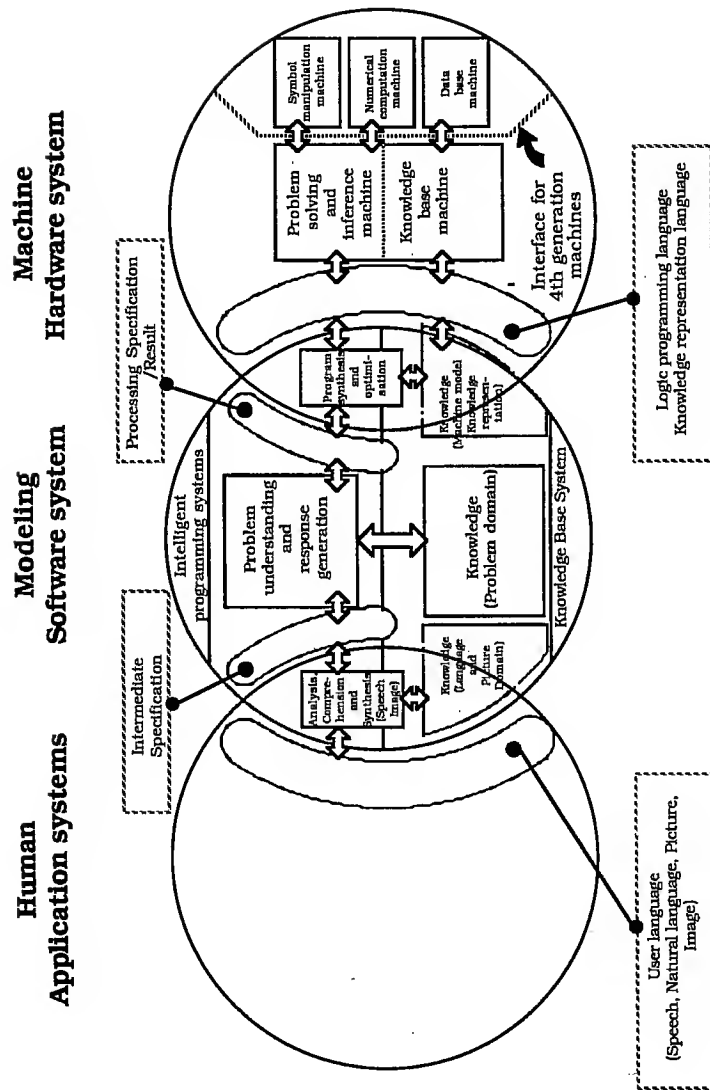 Human
Application systems
Modeling
Software system
Machine
Hardware system
Intermediate
Specification
Processing Specification
/Result
Intelligent
programming systems
Analysis,
Compre-
hension
and
Synthesis
(Speech
Image)
Problem
understanding
and
response
generation
Program
synthesis
and
optimi-
sation
Knowledge
(Language
and
Picture
Domain)
Knowledge
(Problem domain)
Knowledge
(Machine model
Knowledge
represen-
tation)
Knowledge Base System
Problem
solving
and
inference
machine
Knowledge
base
machine
Symbol
manipulation
machine
Numerical
computation
machine
Data
base
machine
Interface for
4th generation
machines
User language
(Speech, Natural language, Picture,
Image)
Logic programming language
Knowledge representation language